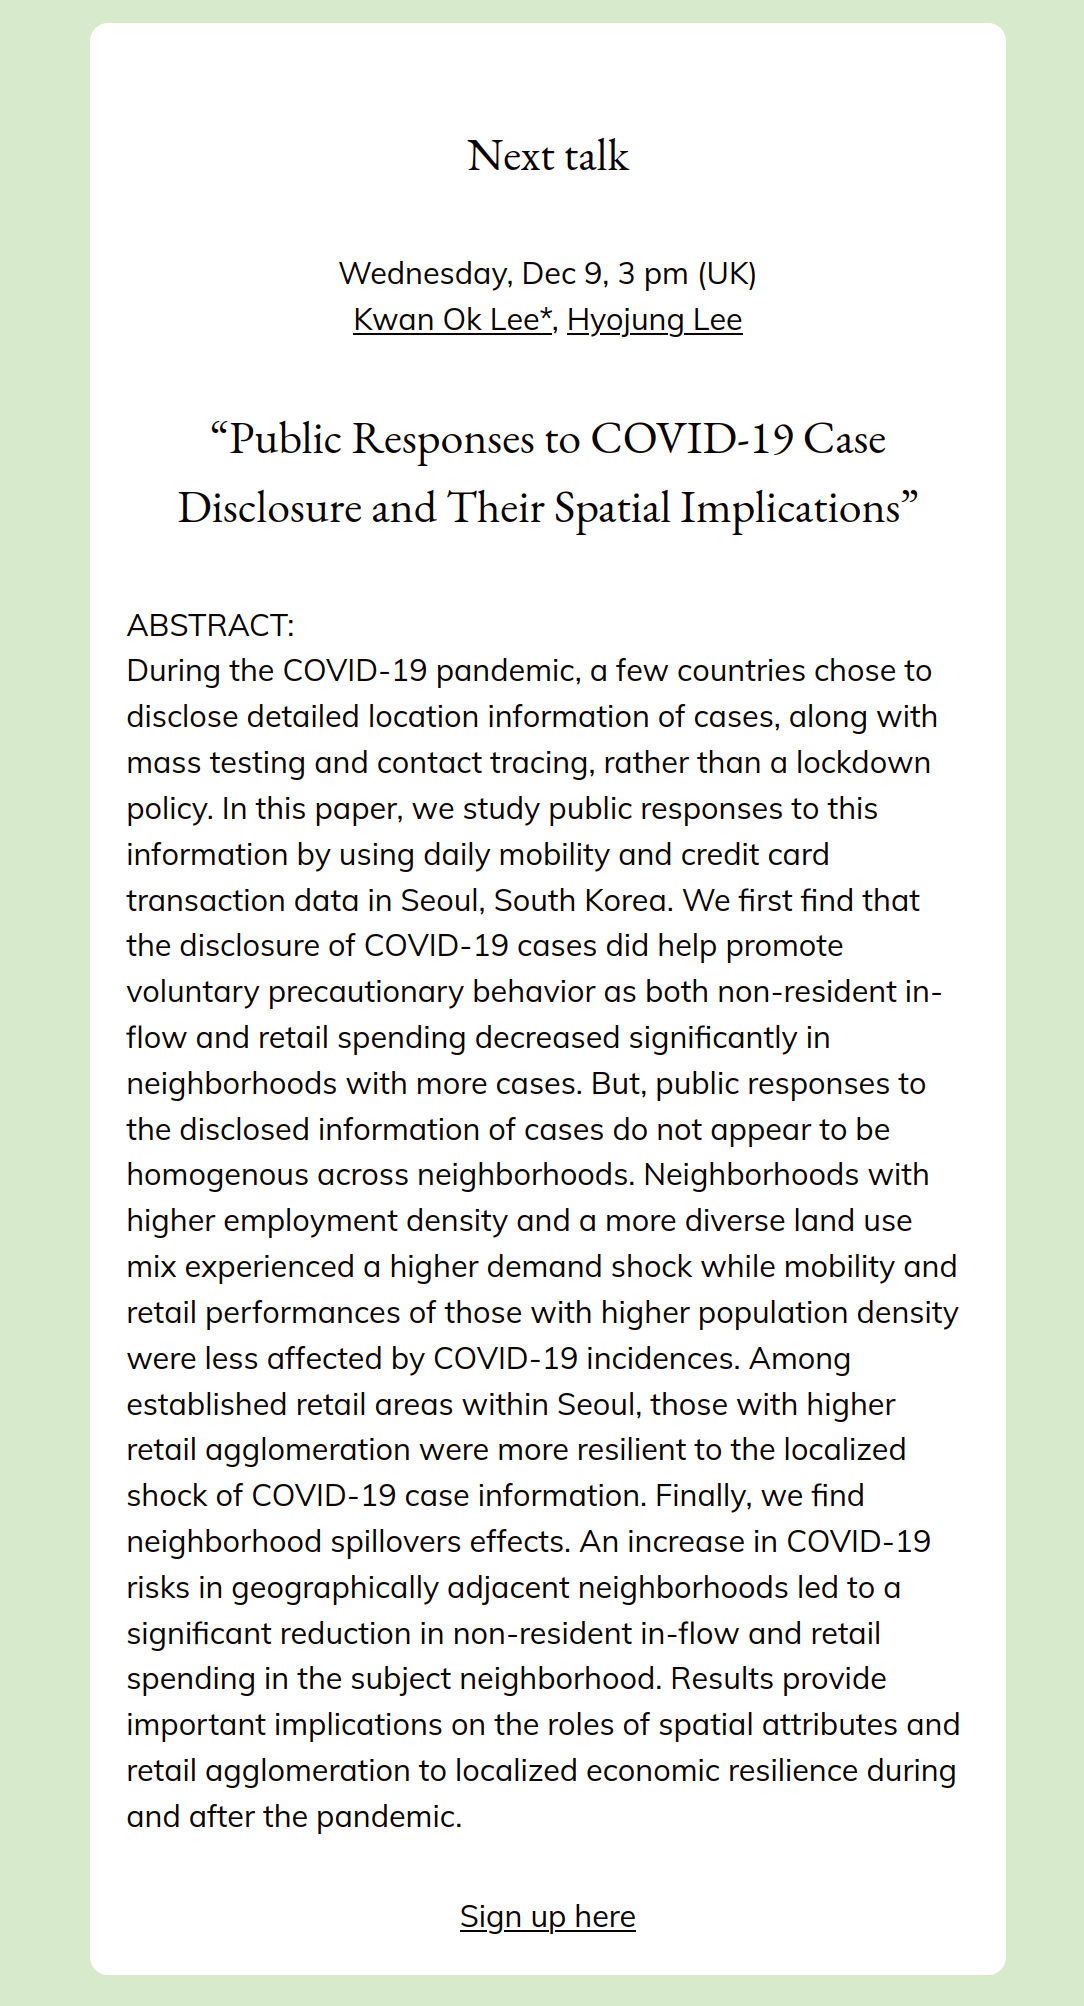 Next talk
Wednesday, Dec 9, 3 pm (UK)
Kwan Ok Lee*, Hyojung Lee
“Public Responses to COVID-19 Case
Disclosure and Their Spatial Implications”
ABSTRACT:
During the COVID-19 pandemic, a few countries chose to
disclose detailed location information of cases, along with
mass testing and contact tracing, rather than a lockdown
policy. In this paper, we study public responses to this
information by using daily mobility and credit card
transaction data in Seoul, South Korea. We first find that
the disclosure of COVID-19 cases did help promote
voluntary precautionary behavior as both non-resident in-
flow and retail spending decreased significantly in
neighborhoods with more cases. But, public responses to
the disclosed information of cases do not appear to be
homogenous across neighborhoods. Neighborhoods with
higher employment density and a more diverse land use
mix experienced a higher demand shock while mobility and
retail performances of those with higher population density
were less affected by COVID-19 incidences. Among
established retail areas within Seoul, those with higher
retail agglomeration were more resilient to the localized
shock of COVID-19 case information. Finally, we find
neighborhood spillovers effects. An increase in COVID-19
risks in geographically adjacent neighborhoods led to a
significant reduction in non-resident in-flow and retail
spending in the subject neighborhood. Results provide
important implications on the roles of spatial attributes and
retail agglomeration to localized economic resilience during
and after the pandemic.
Sign up here